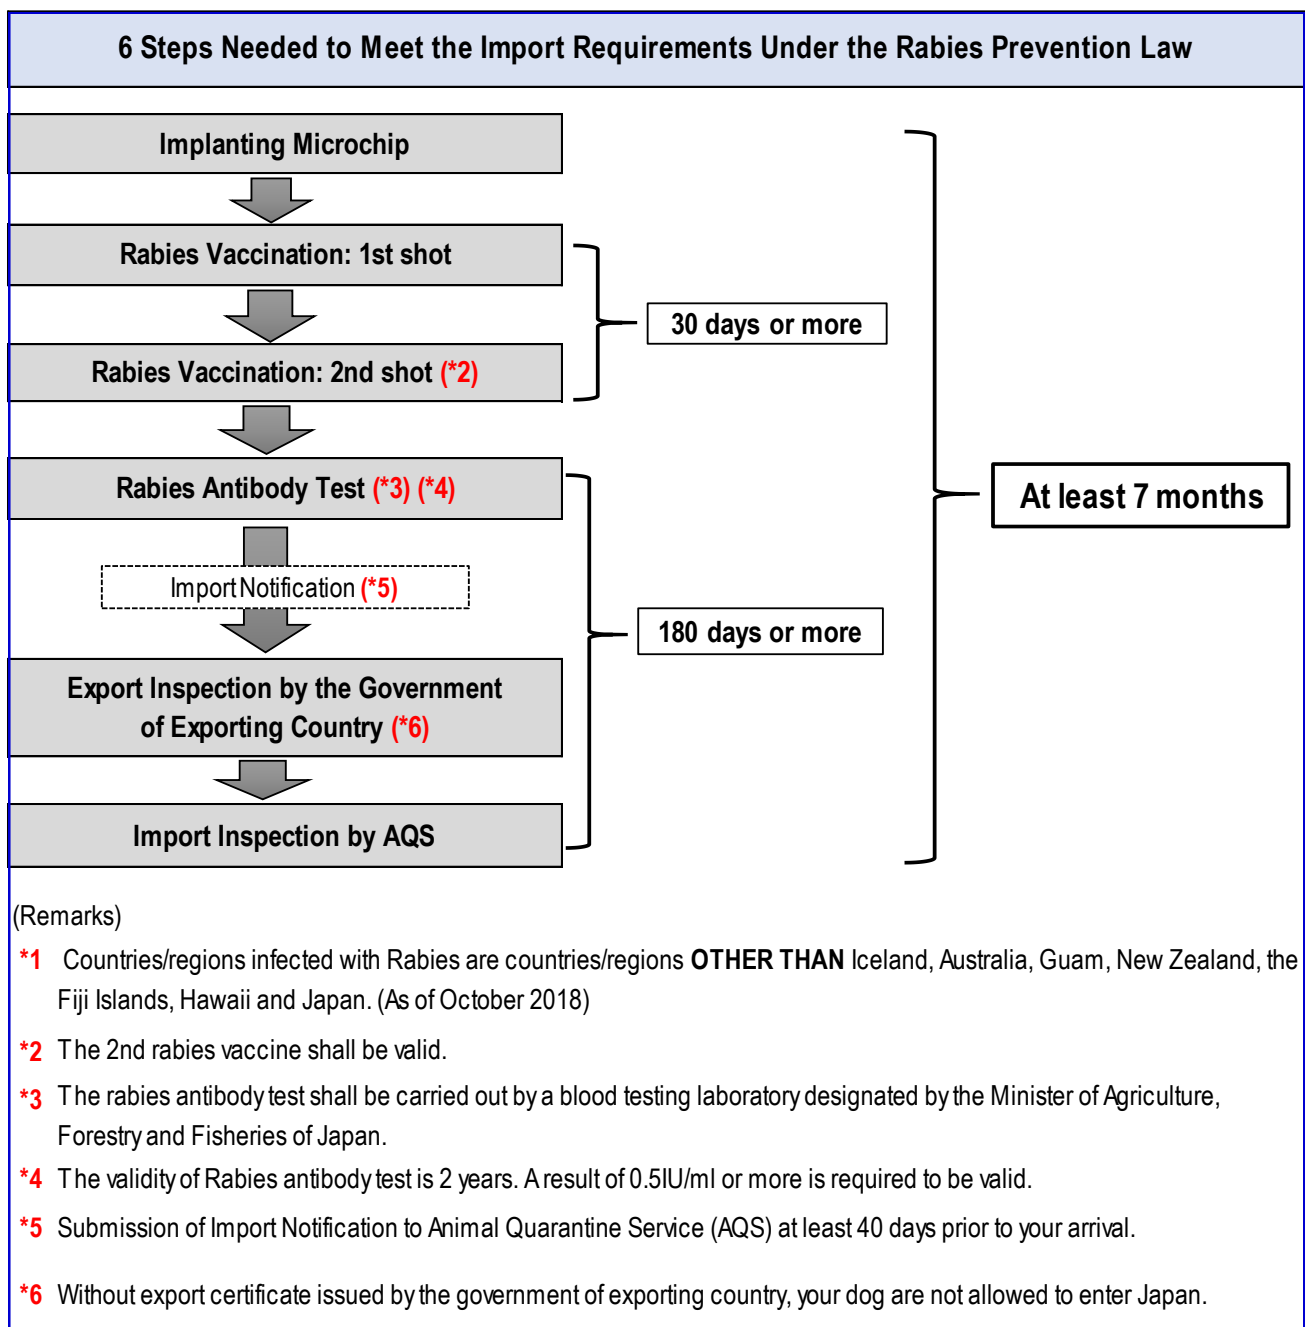 6 Steps Needed to Meet the Import Requirements Under the Rabies Prevention Law
Implanting Microchip
Rabies Vaccination: 1st shot
30 days or more
Rabies Vaccination: 2nd shot (*2)
Rabies Antibody Test (*3) (*4)
At least 7 months
Import Notification (*5)
180 days or more
Export Inspection by the Government
of Exporting Country (*6)
Import Inspection by AQS
(Remarks)
*1 Countries/regions infected with Rabies are countries/regions OTHER THAN Iceland, Australia, Guam, New Zealand, the
Fiji Islands, Hawaii and Japan. (As of October 2018)
*2 The 2nd rabies vaccine shall be valid.
*3 The rabies antibody test shall be carried out by a blood testing laboratory designated by the Minister of Agriculture,
Forestry and Fisheries of Japan.
*4 The validity of Rabies antibody test is 2 years. A result of 0.5IU/ml or more is required to be valid.
*5 Submission of Import Notification to Animal Quarantine Service (AQS) at least 40 days prior to your arrival.
*6 Without export certificate issued by the government of exporting country, your dog are not allowed to enter Japan.